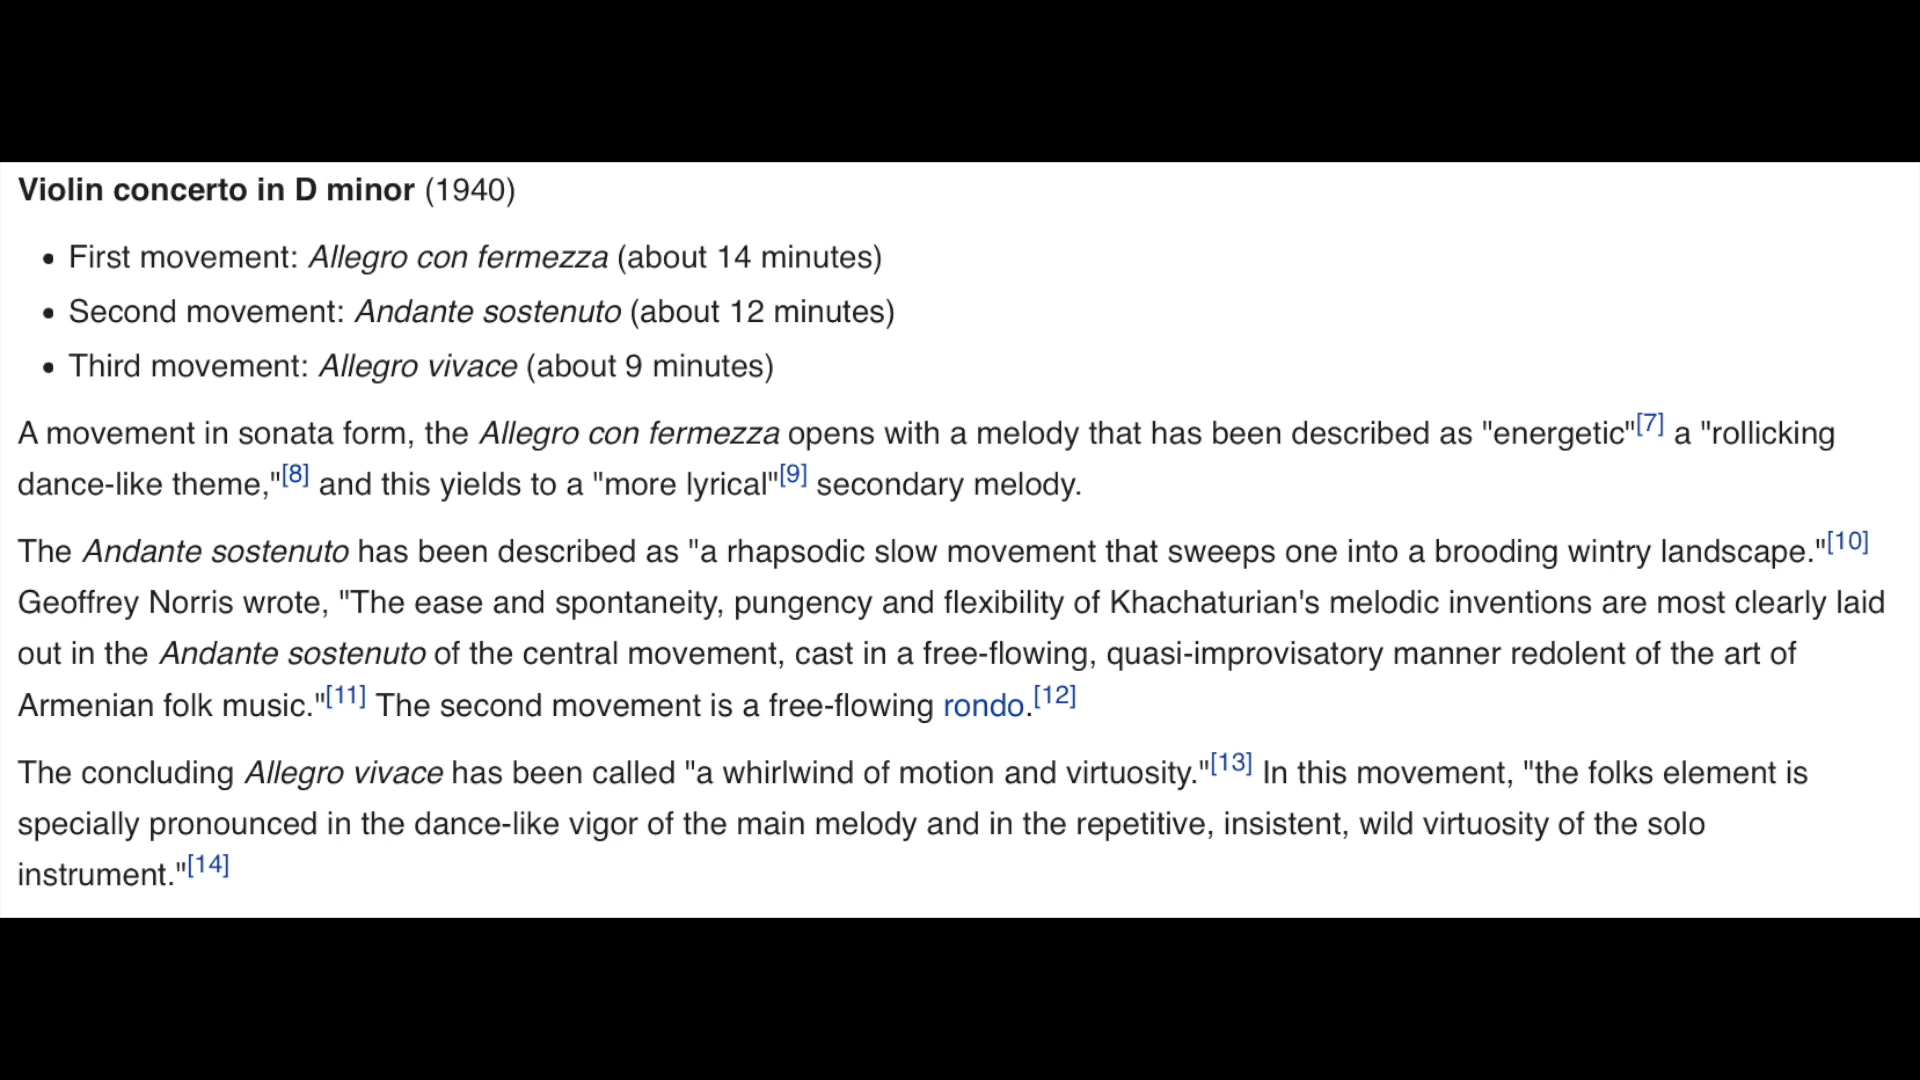 Violin concerto in D minor (1940)
• First movement: Allegro con fermezza (about 14 minutes)
• Second movement: Andante sostenuto (about 12 minutes)
• Third movement: Allegro vivace (about 9 minutes)
A movement in sonata form, the Allegro con fermezza opens with a melody that has been described as "energetic"[7] a "rollicking
dance-like theme,"[8] and this yields to a "more lyrical"[9] secondary melody.
The Andante sostenuto has been described as "a rhapsodic slow movement that sweeps one into a brooding wintry landscape."[10]
Geoffrey Norris wrote, "The ease and spontaneity, pungency and flexibility of Khachaturian's melodic inventions are most clearly laid
out in the Andante sostenuto of the central movement, cast in a free-flowing, quasi-improvisatory manner redolent of the art of
Armenian folk music."[11] The second movement is a free-flowing rondo.[12]
The concluding Allegro vivace has been called "a whirlwind of motion and virtuosity."[13] In this movement, "the folks element is
specially pronounced in the dance-like vigor of the main melody and in the repetitive, insistent, wild virtuosity of the solo
instrument."[14]